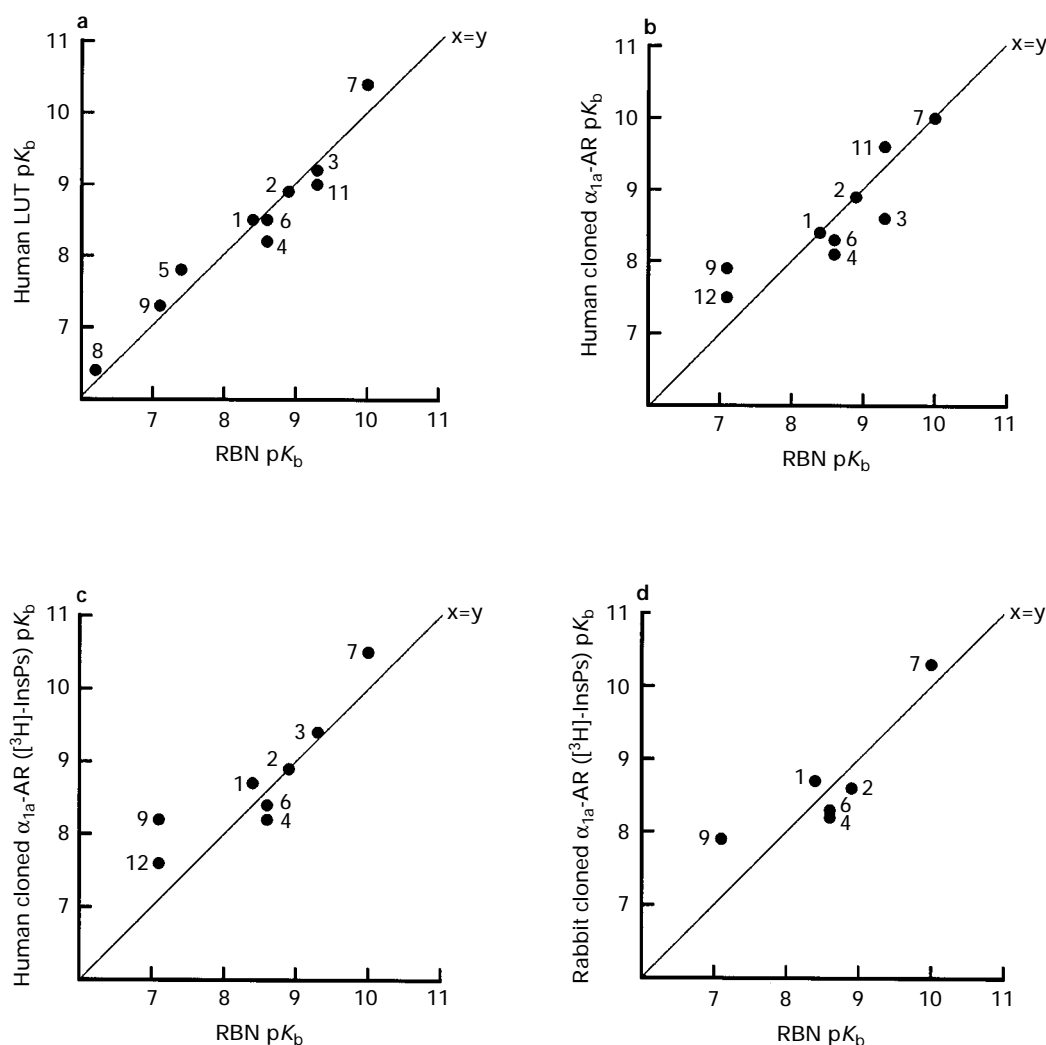 a
x=y
11
10
9
8
7
Human LUT pKb
7
3
2
11
1
6
4
5
9
8
7 8 9 10 11
RBN pKb
b
x=y
11
10
9
8
7
Human cloned α1a-AR pKb
7
11
2
3
1
6
4
9
12
7 8 9 10 11
RBN pKb
c
x=y
11
10
9
8
7
Human cloned α1a-AR ([3H]-InsPs) pKb
7
3
2
1
6
4
9
12
7 8 9 10 11
RBN pKb
d
x=y
11
10
9
8
7
Rabbit cloned α1a-AR ([3H]-InsPs) pKb
7
1
2
6
4
9
7 8 9 10 11
RBN pKb